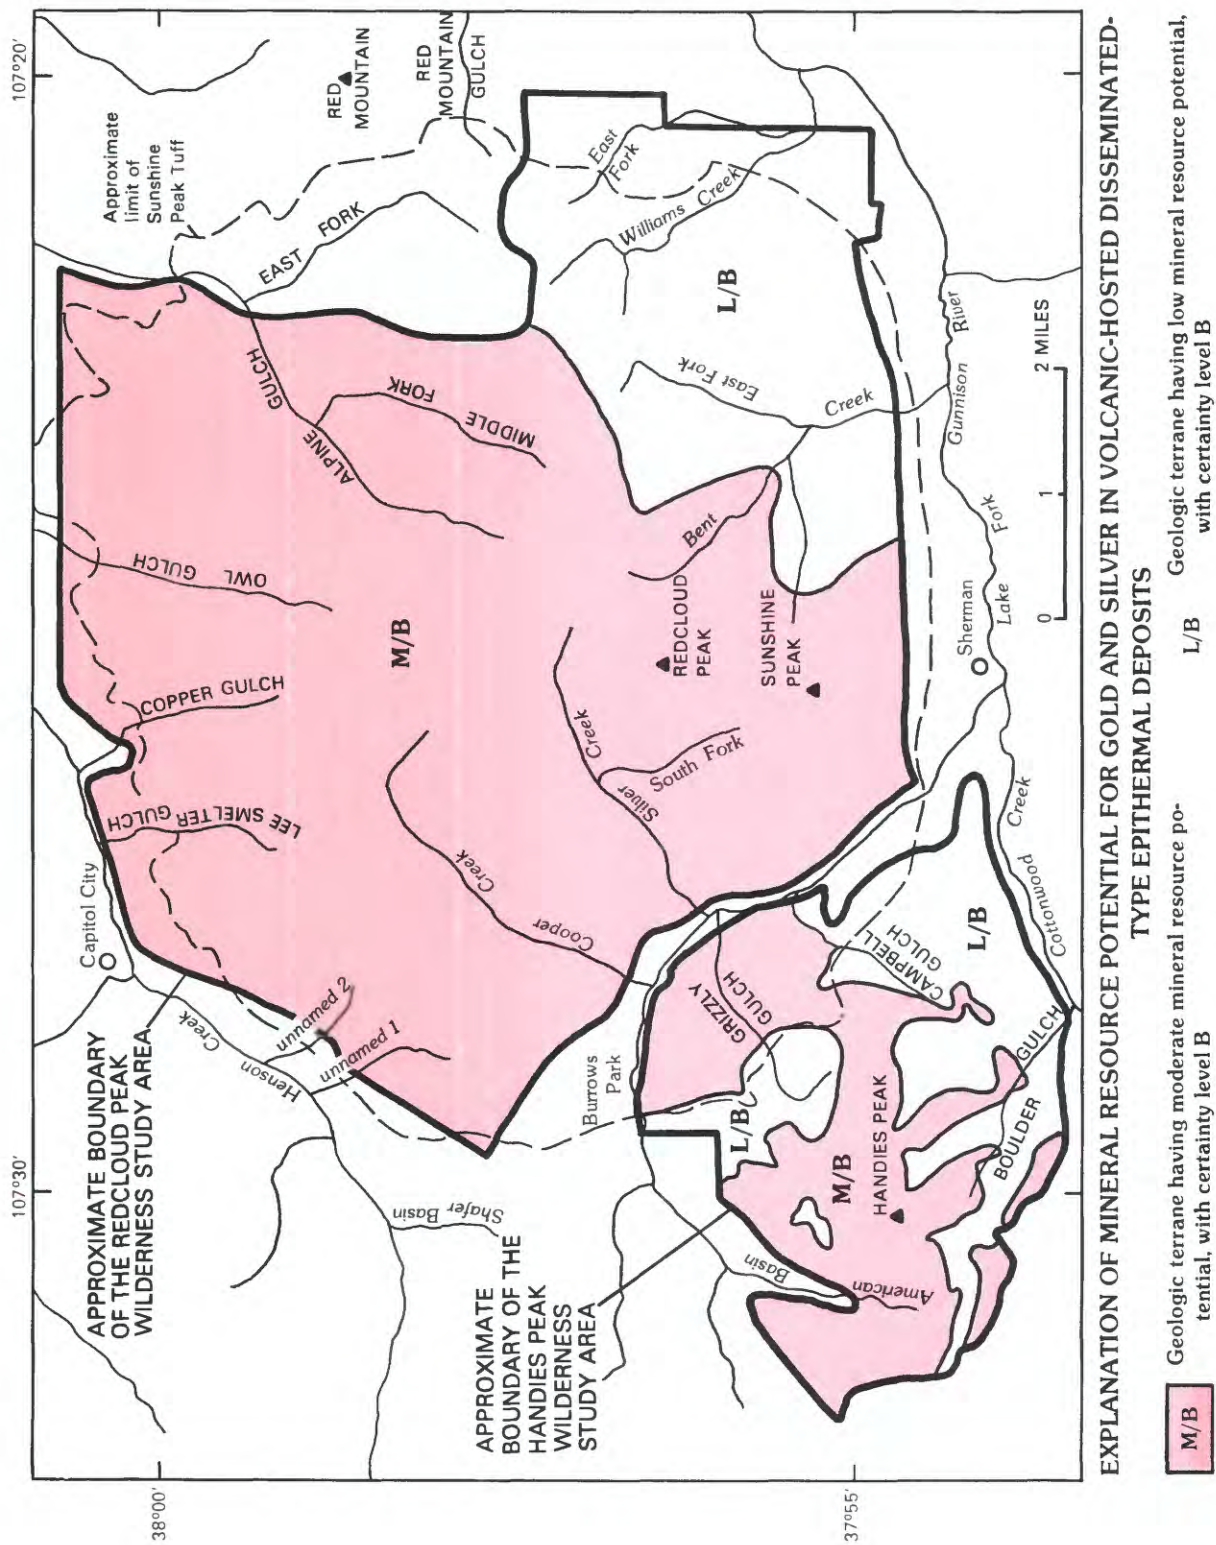 107°30'
107°20'
38°00'
37°55'
APPROXIMATE BOUNDARY
OF THE REDCLOUD PEAK
WILDERNESS STUDY AREA
Capitol City
Henson
Creek
unnamed 2
unnamed 1
LEE SMELTER
GULCH
COPPER GULCH
OWL
GULCH
Approximate
limit of
Sunshine
Peak Tuff
RED
MOUNTAIN
RED
MOUNTAIN
GULCH
EAST FORK
ALPINE
GULCH
MIDDLE
FORK
M/B
Shafer Basin
Cooper
Creek
Silver
Creek
South Fork
REDCLOUD
PEAK
SUNSHINE
PEAK
Bent
Creek
East Fork
L/B
Williams Creek
East
Fork
APPROXIMATE
BOUNDARY OF THE
HANDIES PEAK
WILDERNESS
STUDY AREA
Burrows
Park
L/B
M/B
HANDIES PEAK
GRIZZLY
GULCH
CAMPBELL
GULCH
L/B
BOULDER
GULCH
American
Basin
Cottonwood
Creek
Sherman
Lake
Fork
Gunnison
River
0 1 2 MILES
EXPLANATION OF MINERAL RESOURCE POTENTIAL FOR GOLD AND SILVER IN VOLCANIC-HOSTED DISSEMINATED-
TYPE EPITHERMAL DEPOSITS
M/B
Geologic terrane having moderate mineral resource po-
tential, with certainty level B
L/B
Geologic terrane having low mineral resource potential,
with certainty level B